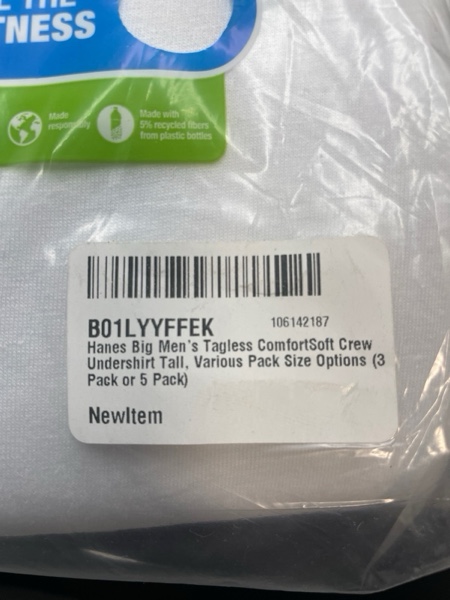 THE
TNESS
Made
responsibly
Made with
5% recycled fibers
from plastic bottles
B01LYYFFEK 106142187
Hanes Big Men's Tagless ComfortSoft Crew
Undershirt Tall, Various Pack Size Options (3
Pack or 5 Pack)
NewItem